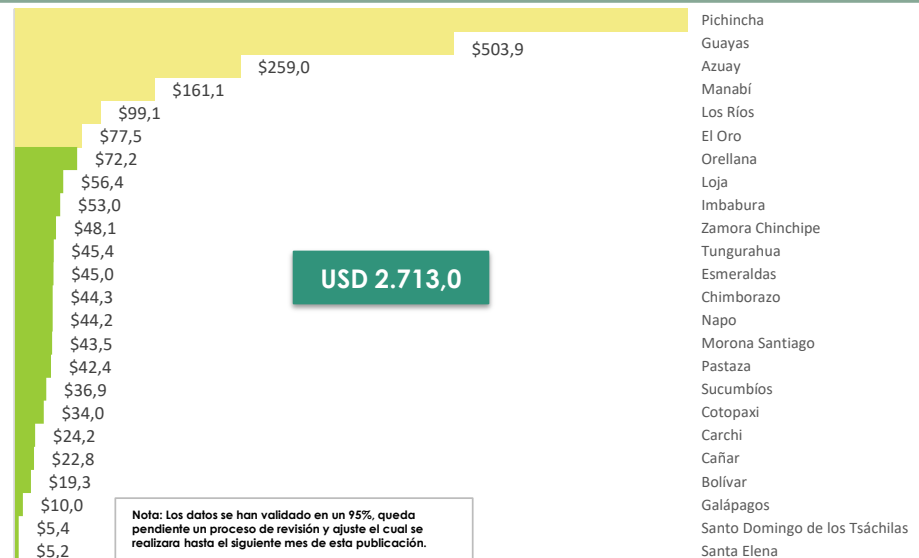 Pichincha
$503,9
Guayas
$259,0
Azuay
$161,1
Manabí
$99,1
Los Ríos
$77,5
El Oro
$72,2
Orellana
$56,4
Loja
$53,0
Imbabura
$48,1
Zamora Chinchipe
$45,4
Tungurahua
$45,0
Esmeraldas
$44,3
Chimborazo
$44,2
Napo
$43,5
Morona Santiago
$42,4
Pastaza
$36,9
Sucumbíos
$34,0
Cotopaxi
$24,2
Carchi
$22,8
Cañar
$19,3
Bolívar
$10,0
Galápagos
$5,4
Santo Domingo de los Tsáchilas
$5,2
Santa Elena
USD 2.713,0
Nota: Los datos se han validado en un 95%, queda
pendiente un proceso de revisión y ajuste el cual se
realizara hasta el siguiente mes de esta publicación.